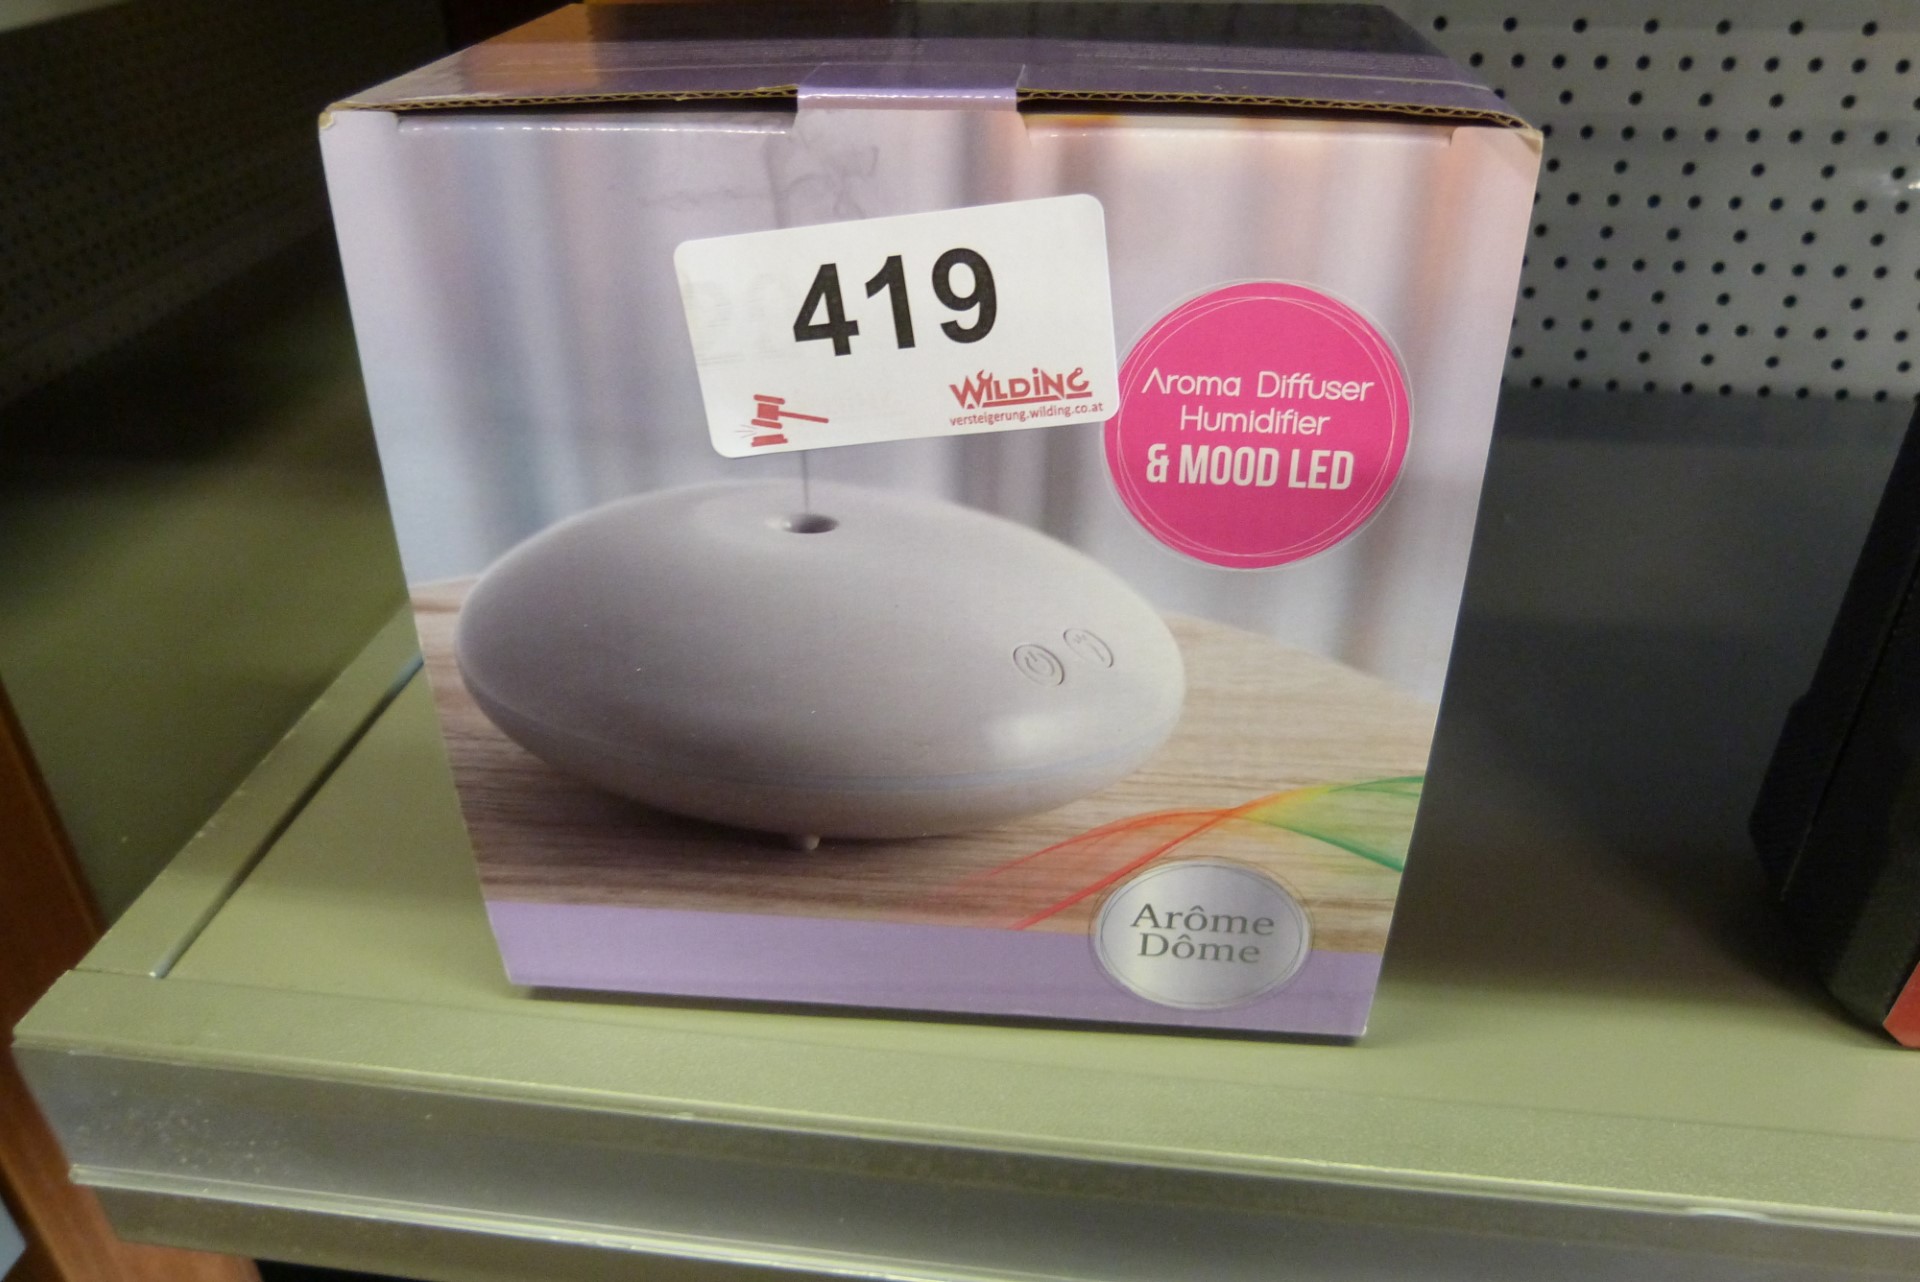 419
WILDING
versteigerung.wilding.co.at
Aroma Diffuser
Humidifier
& MOOD LED
Arôme
Dôme